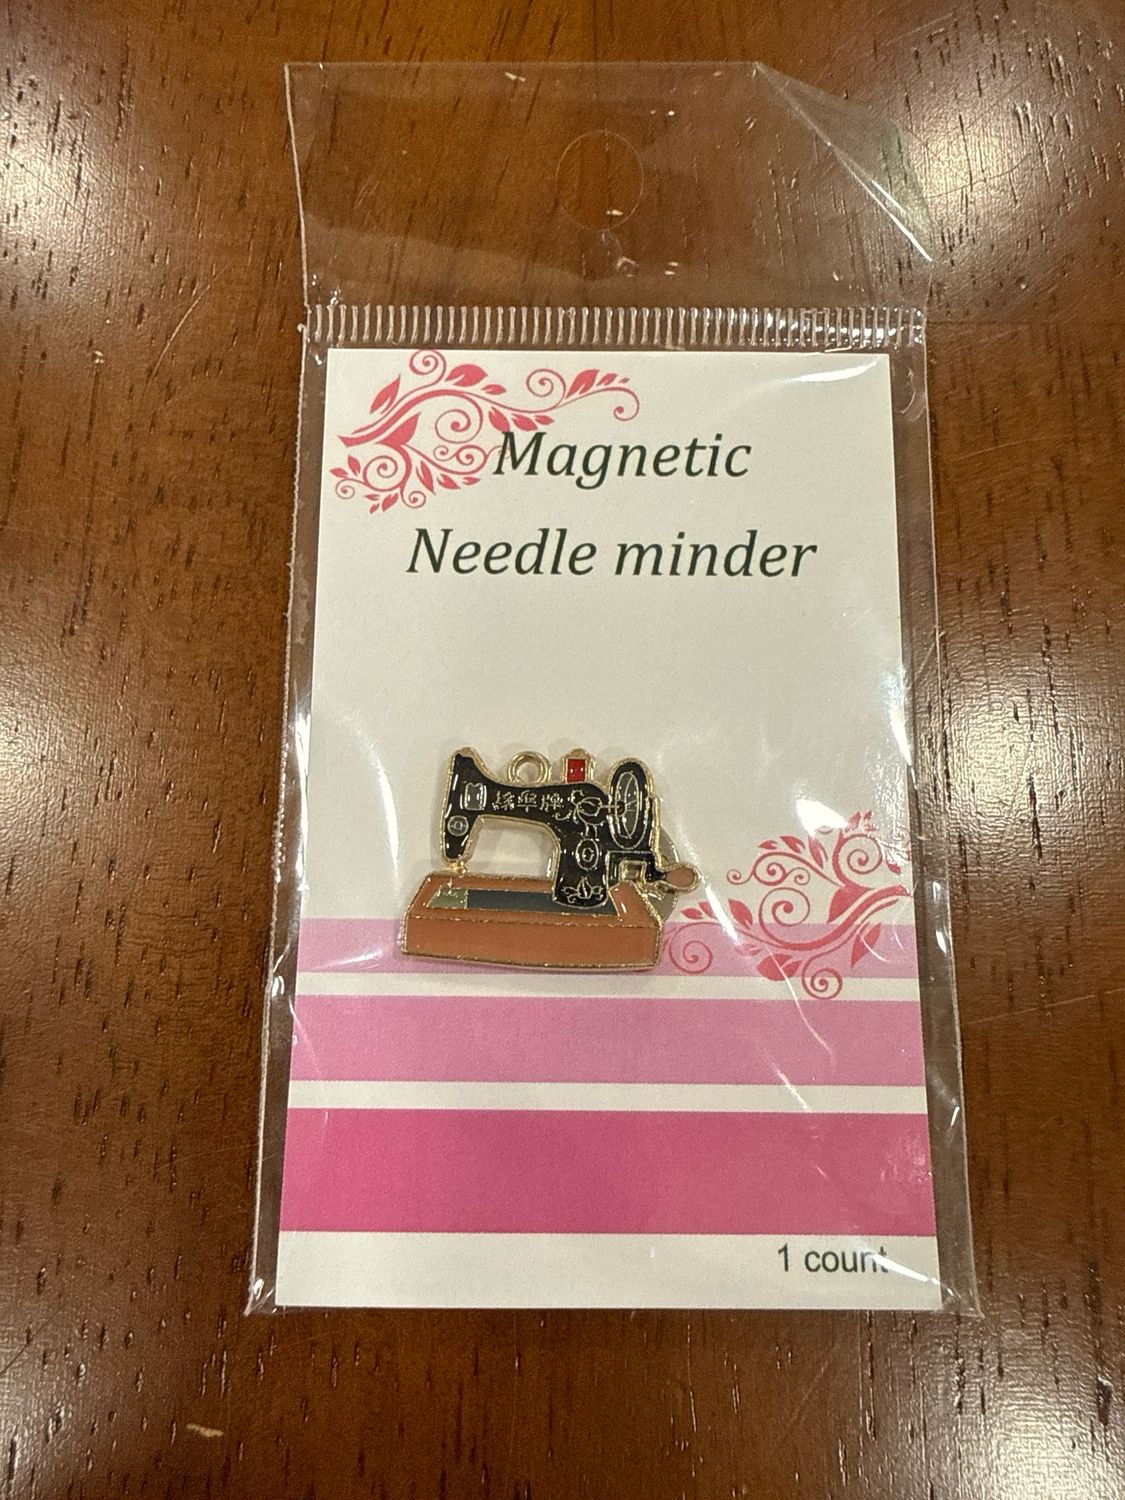 Magnetic
Needle minder
1 count